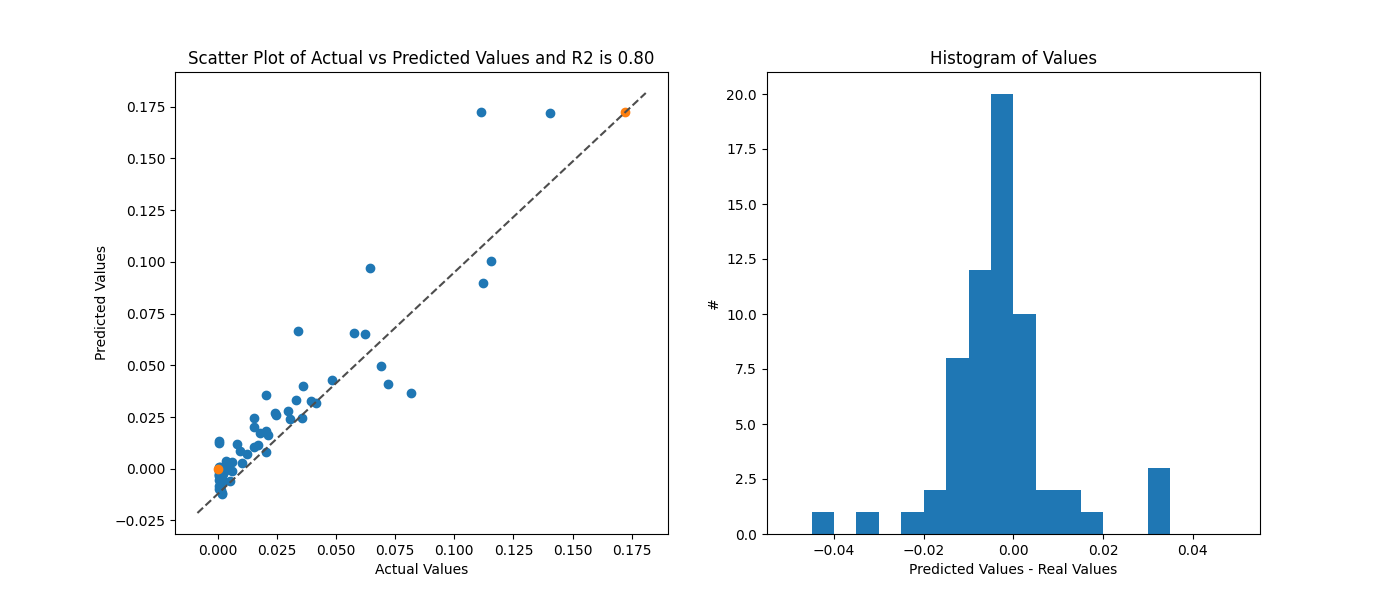 Scatter Plot of Actual vs Predicted Values and R2 is 0.80
0.175
0.150
0.125
0.100
0.075
0.050
0.025
0.000
−0.025
Predicted Values
0.000 0.025 0.050 0.075 0.100 0.125 0.150 0.175
Actual Values
Histogram of Values
20.0
17.5
15.0
12.5
10.0
7.5
5.0
2.5
0.0
#
−0.04 −0.02 0.00 0.02 0.04
Predicted Values - Real Values